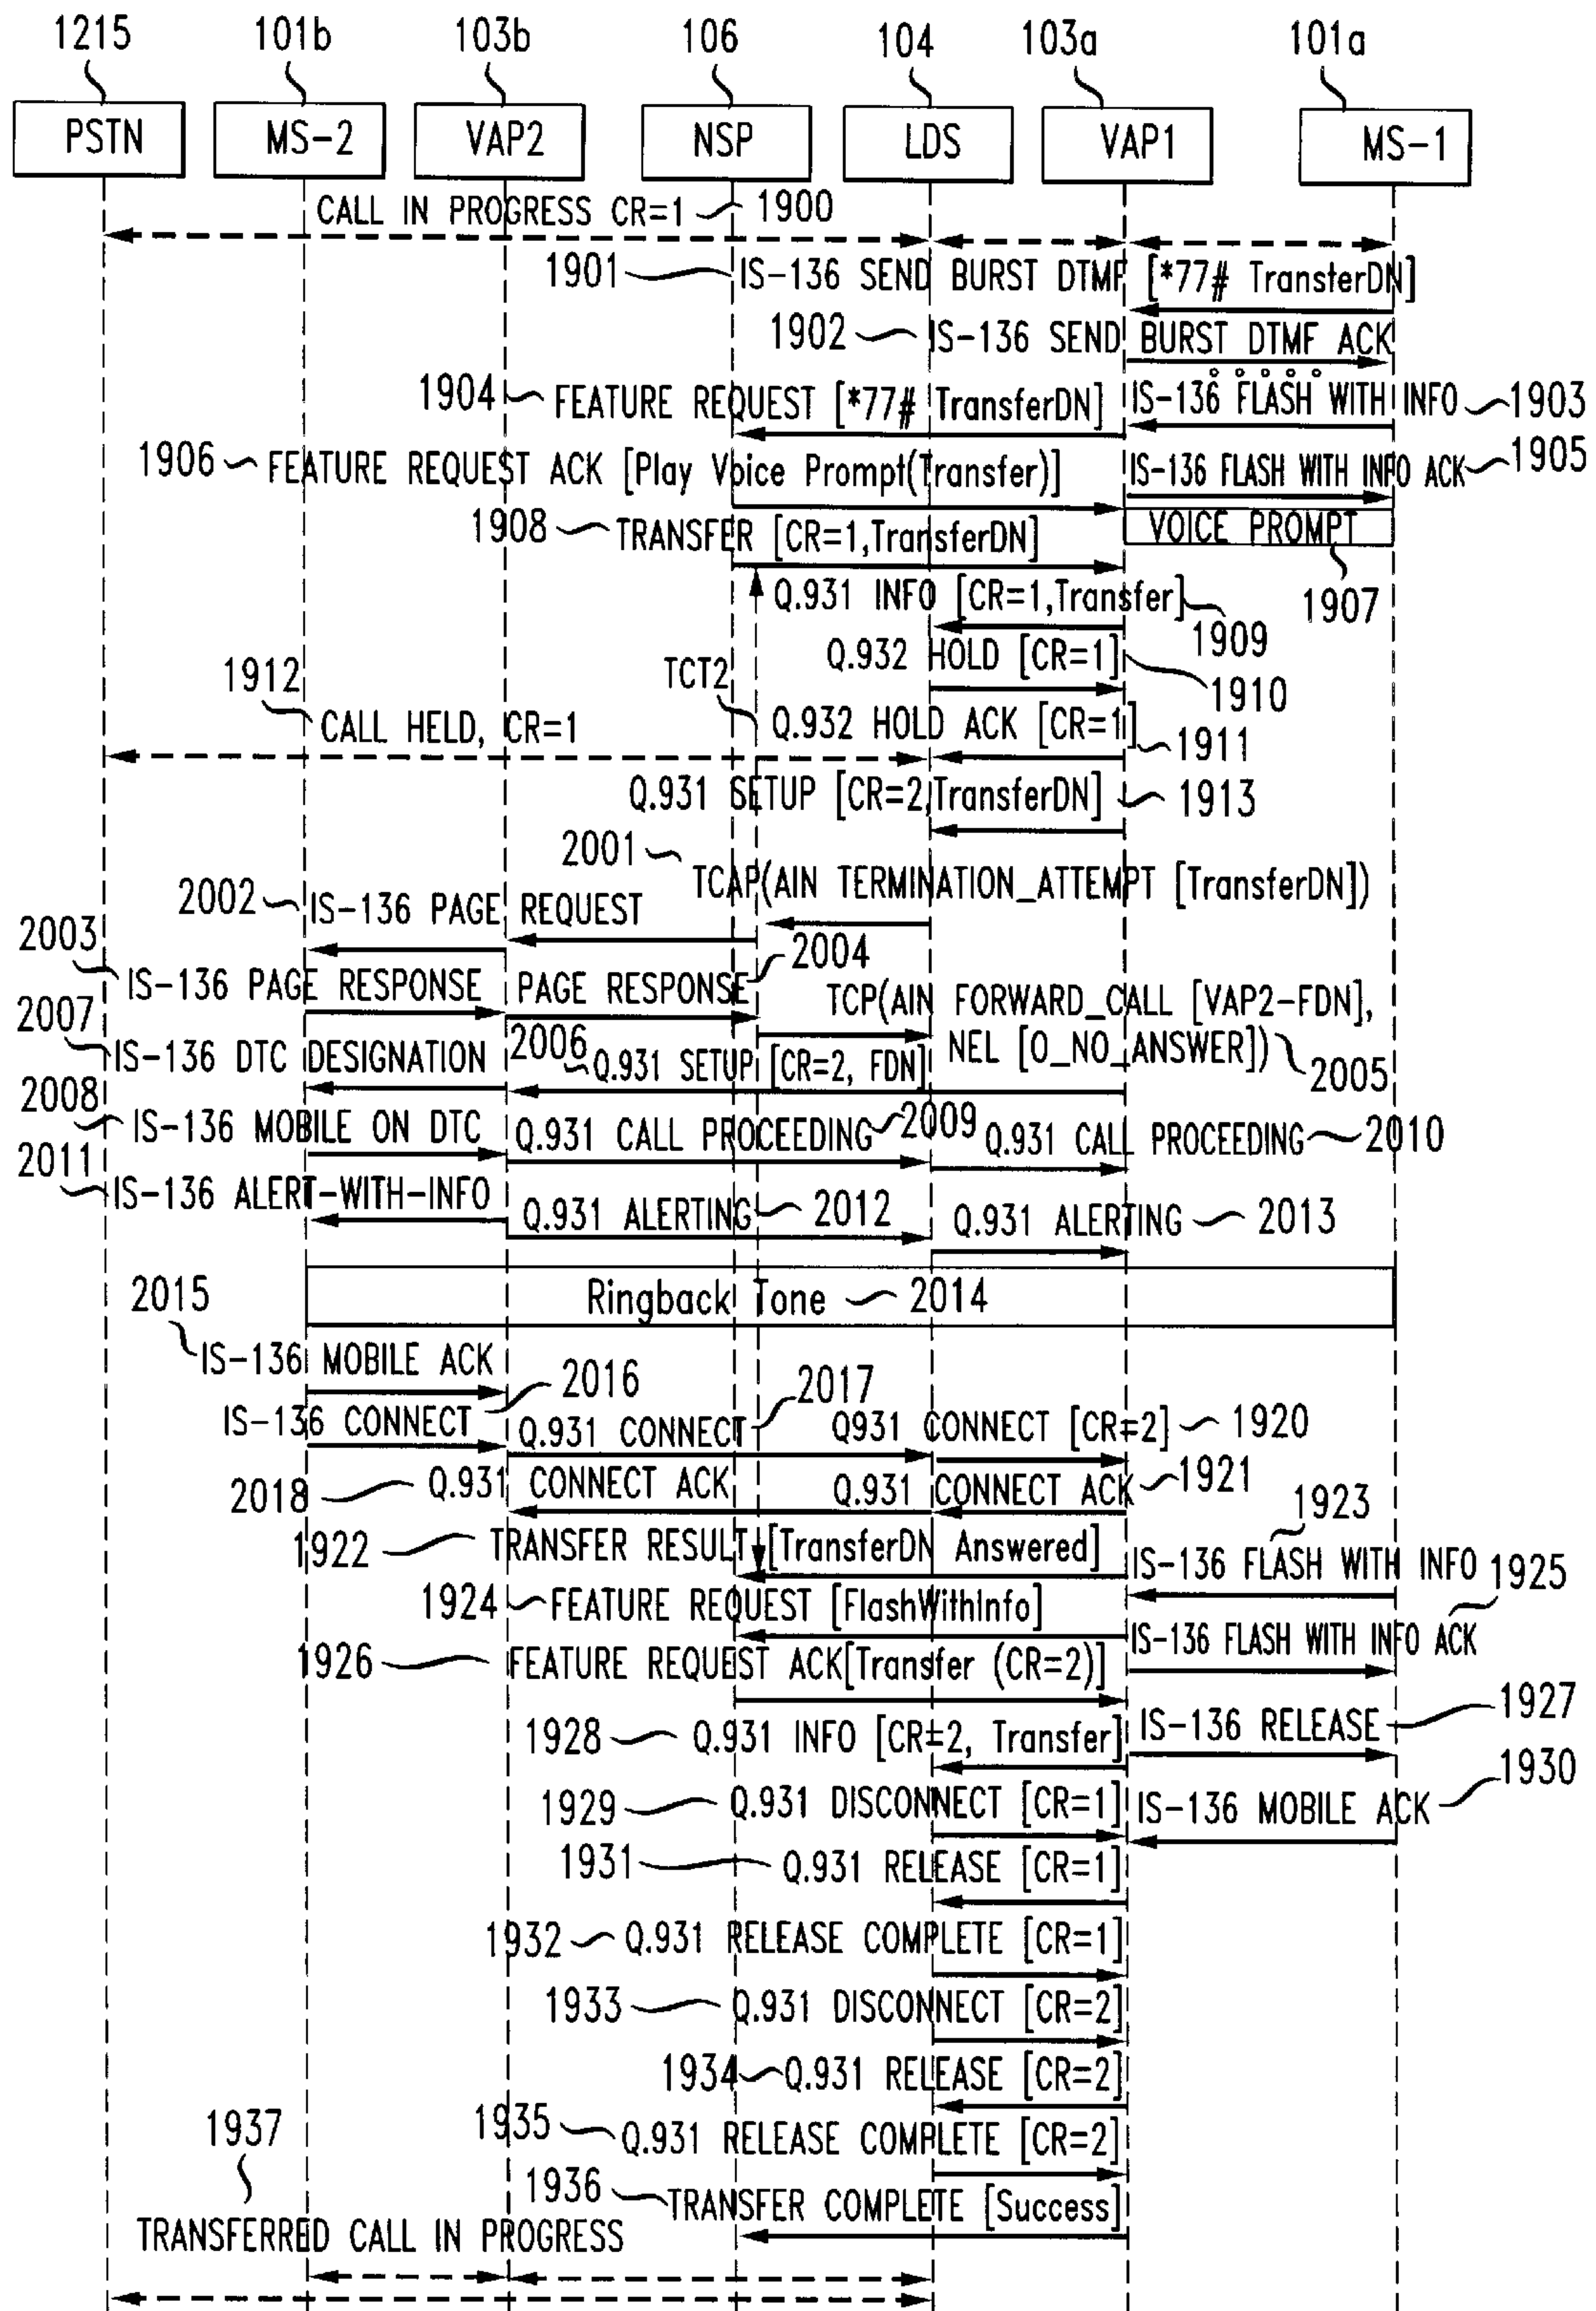 1215 101b 103b 106 104 103a 101a
PSTN MS-2 VAP2 NSP LDS VAP1 MS-1
CALL IN PROGRESS CR=1 1900
1901 IS-136 SEND BURST DTMF [*77# TransferDN]
1902 IS-136 SEND BURST DTMF ACK
1904 FEATURE REQUEST [*77# TransferDN] IS-136 FLASH WITH INFO 1903
1906 FEATURE REQUEST ACK [Play Voice Prompt(Transfer)] IS-136 FLASH WITH INFO ACK 1905
1908 TRANSFER [CR=1,TransferDN] VOICE PROMPT
1907
Q.931 INFO [CR=1,Transfer] 1909
Q.932 HOLD [CR=1] 1910
TCT2
1912 CALL HELD, CR=1 Q.932 HOLD ACK [CR=1] 1911
Q.931 SETUP [CR=2,TransferDN] 1913
2001 TCAP(AIN TERMINATION_ATTEMPT [TransferDN])
2002 IS-136 PAGE REQUEST
2003 IS-136 PAGE RESPONSE PAGE RESPONSE 2004 TCP(AIN FORWARD_CALL [VAP2-FDN],
NEL [O_NO_ANSWER]) 2005
2007 IS-136 DTC DESIGNATION 2006 Q.931 SETUP [CR=2, FDN]
2008 IS-136 MOBILE ON DTC Q.931 CALL PROCEEDING 2009 Q.931 CALL PROCEEDING 2010
2011 IS-136 ALERT-WITH-INFO Q.931 ALERTING 2012 Q.931 ALERTING 2013
Ringback Tone 2014
2015 IS-136 MOBILE ACK
IS-136 CONNECT 2016 Q.931 CONNECT 2017 Q931 CONNECT [CR=2] 1920
2018 Q.931 CONNECT ACK Q.931 CONNECT ACK 1921
1922 TRANSFER RESULT [TransferDN Answered] IS-136 FLASH WITH INFO 1923
1924 FEATURE REQUEST [FlashWithInfo] IS-136 FLASH WITH INFO ACK 1925
1926 FEATURE REQUEST ACK[Transfer (CR=2)]
1928 Q.931 INFO [CR=2, Transfer] IS-136 RELEASE 1927
1929 Q.931 DISCONNECT [CR=1] IS-136 MOBILE ACK 1930
1931 Q.931 RELEASE [CR=1]
1932 Q.931 RELEASE COMPLETE [CR=1]
1933 Q.931 DISCONNECT [CR=2]
1934 Q.931 RELEASE [CR=2]
1935 Q.931 RELEASE COMPLETE [CR=2]
1936 TRANSFER COMPLETE [Success]
1937
TRANSFERRED CALL IN PROGRESS